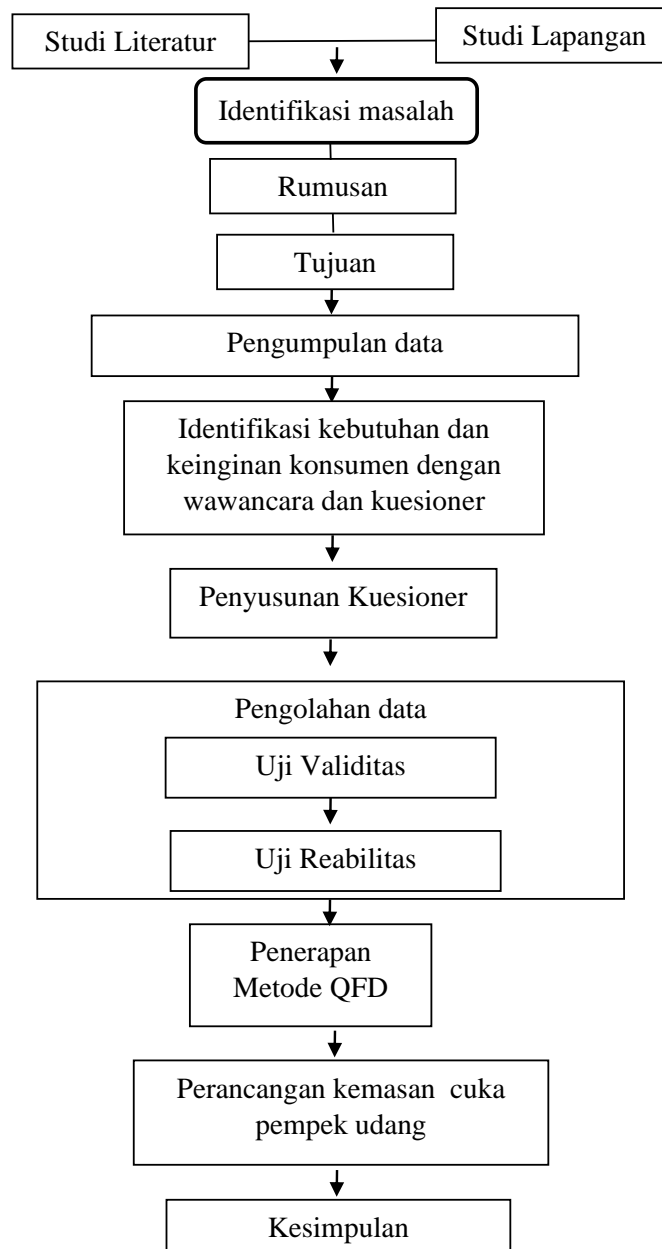 Studi Literatur
Studi Lapangan
Identifikasi masalah
Rumusan
Tujuan
Pengumpulan data
Identifikasi kebutuhan dan
keinginan konsumen dengan
wawancara dan kuesioner
Penyusunan Kuesioner
Pengolahan data
Uji Validitas
Uji Reabilitas
Penerapan
Metode QFD
Perancangan kemasan cuka
pempek udang
Kesimpulan